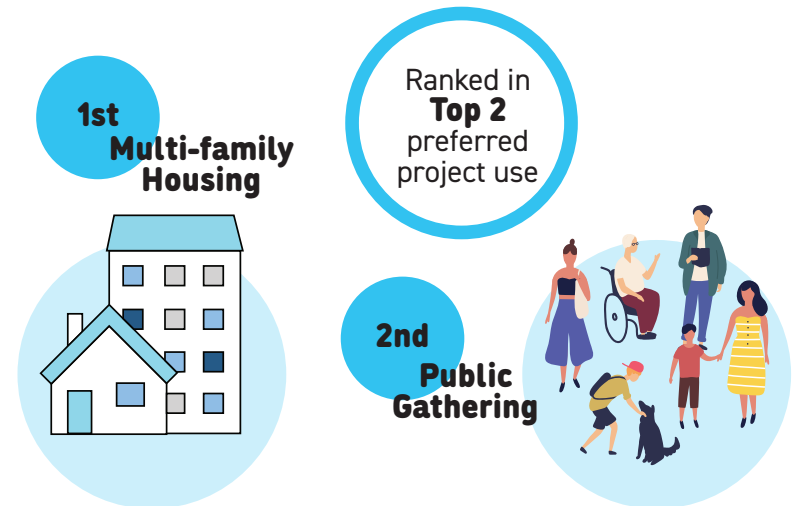 1st
Multi-family
Housing
Ranked in
Top 2
preferred
project use
2nd
Public
Gathering